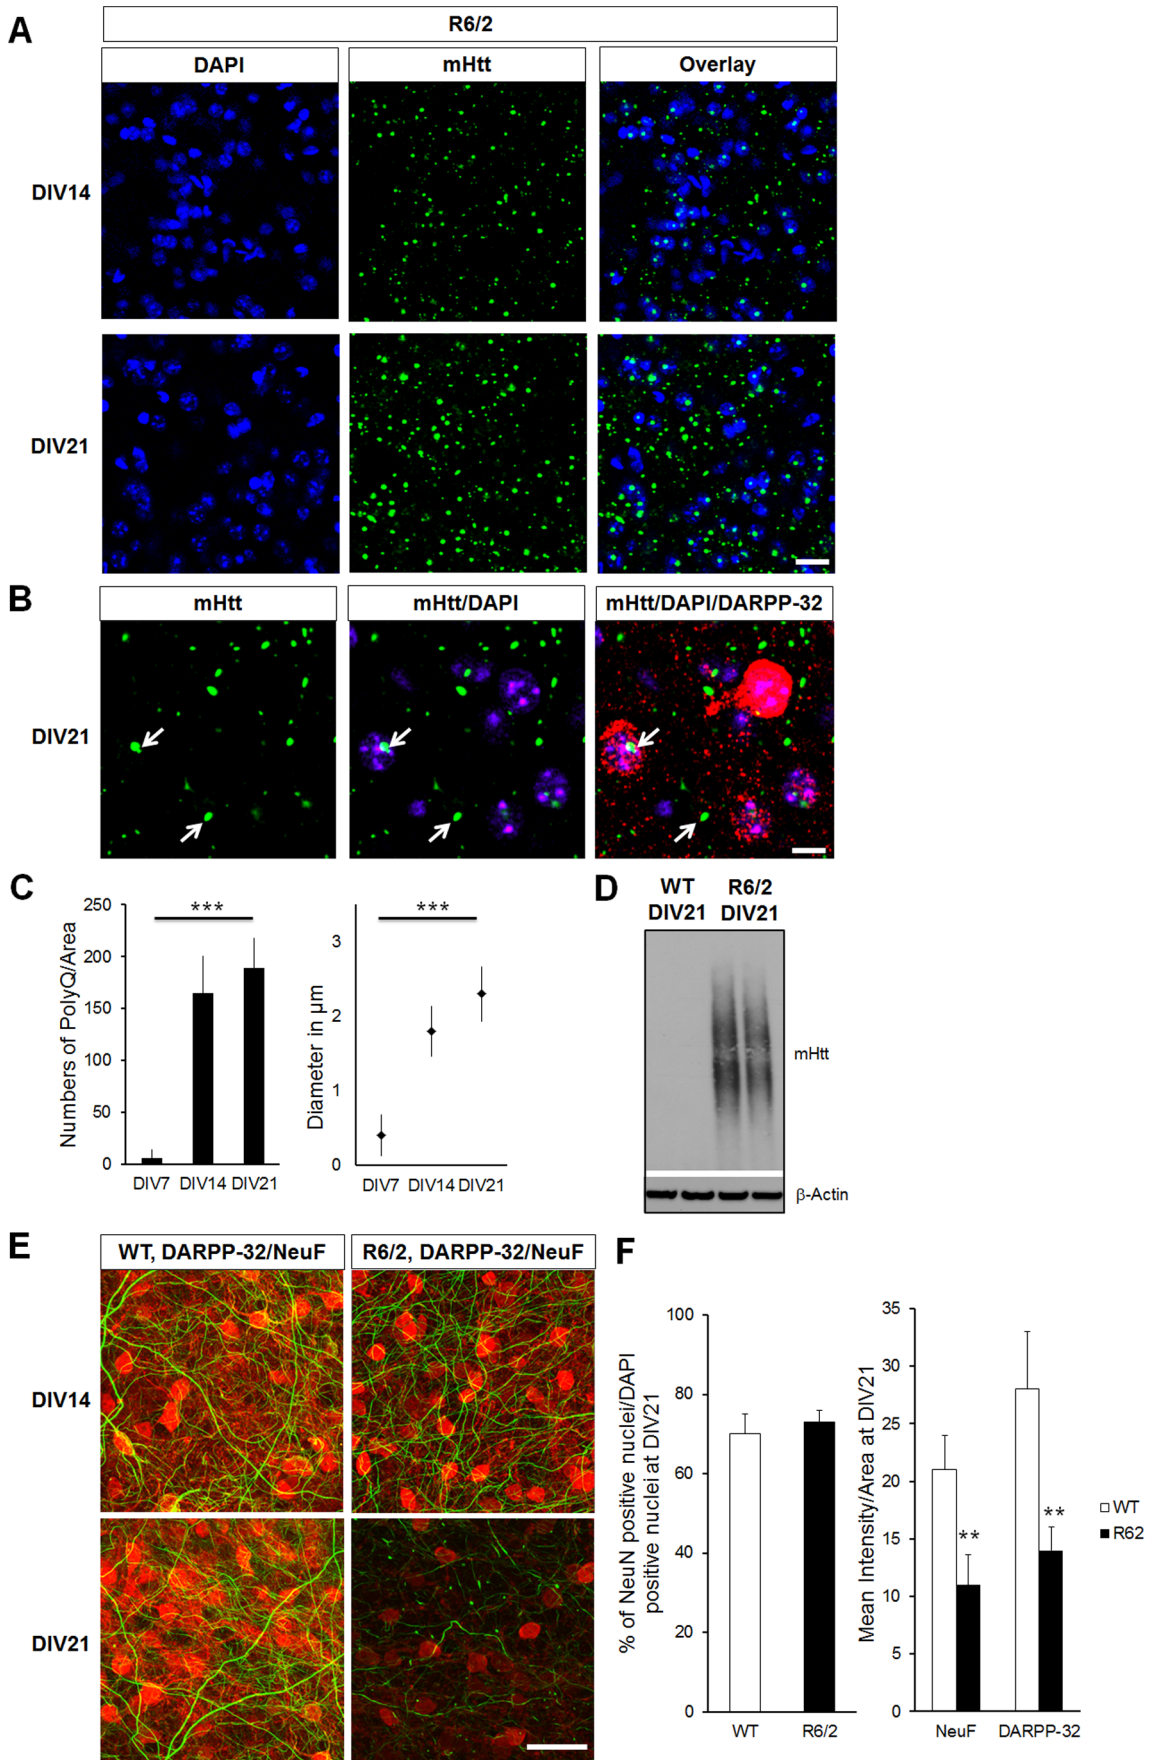 A
R6/2
DAPI
mHtt
Overlay
DIV14
DIV21
B
mHtt
mHtt/DAPI
mHtt/DAPI/DARPP-32
DIV21
C
Numbers of PolyQ/Area
250
200
150
100
50
0
***
DIV7 DIV14 DIV21
Diameter in µm
3
2
1
0
***
DIV7 DIV14 DIV21
D
WT DIV21
R6/2 DIV21
mHtt
β-Actin
E
WT, DARPP-32/NeuF
R6/2, DARPP-32/NeuF
DIV14
DIV21
F
% of NeuN positive nuclei/DAPI
positive nuclei at DIV21
100
80
60
40
20
0
WT
R6/2
Mean Intensity/Area at DIV21
35
30
25
20
15
10
5
0
**
**
NeuF
DARPP-32
WT
R62